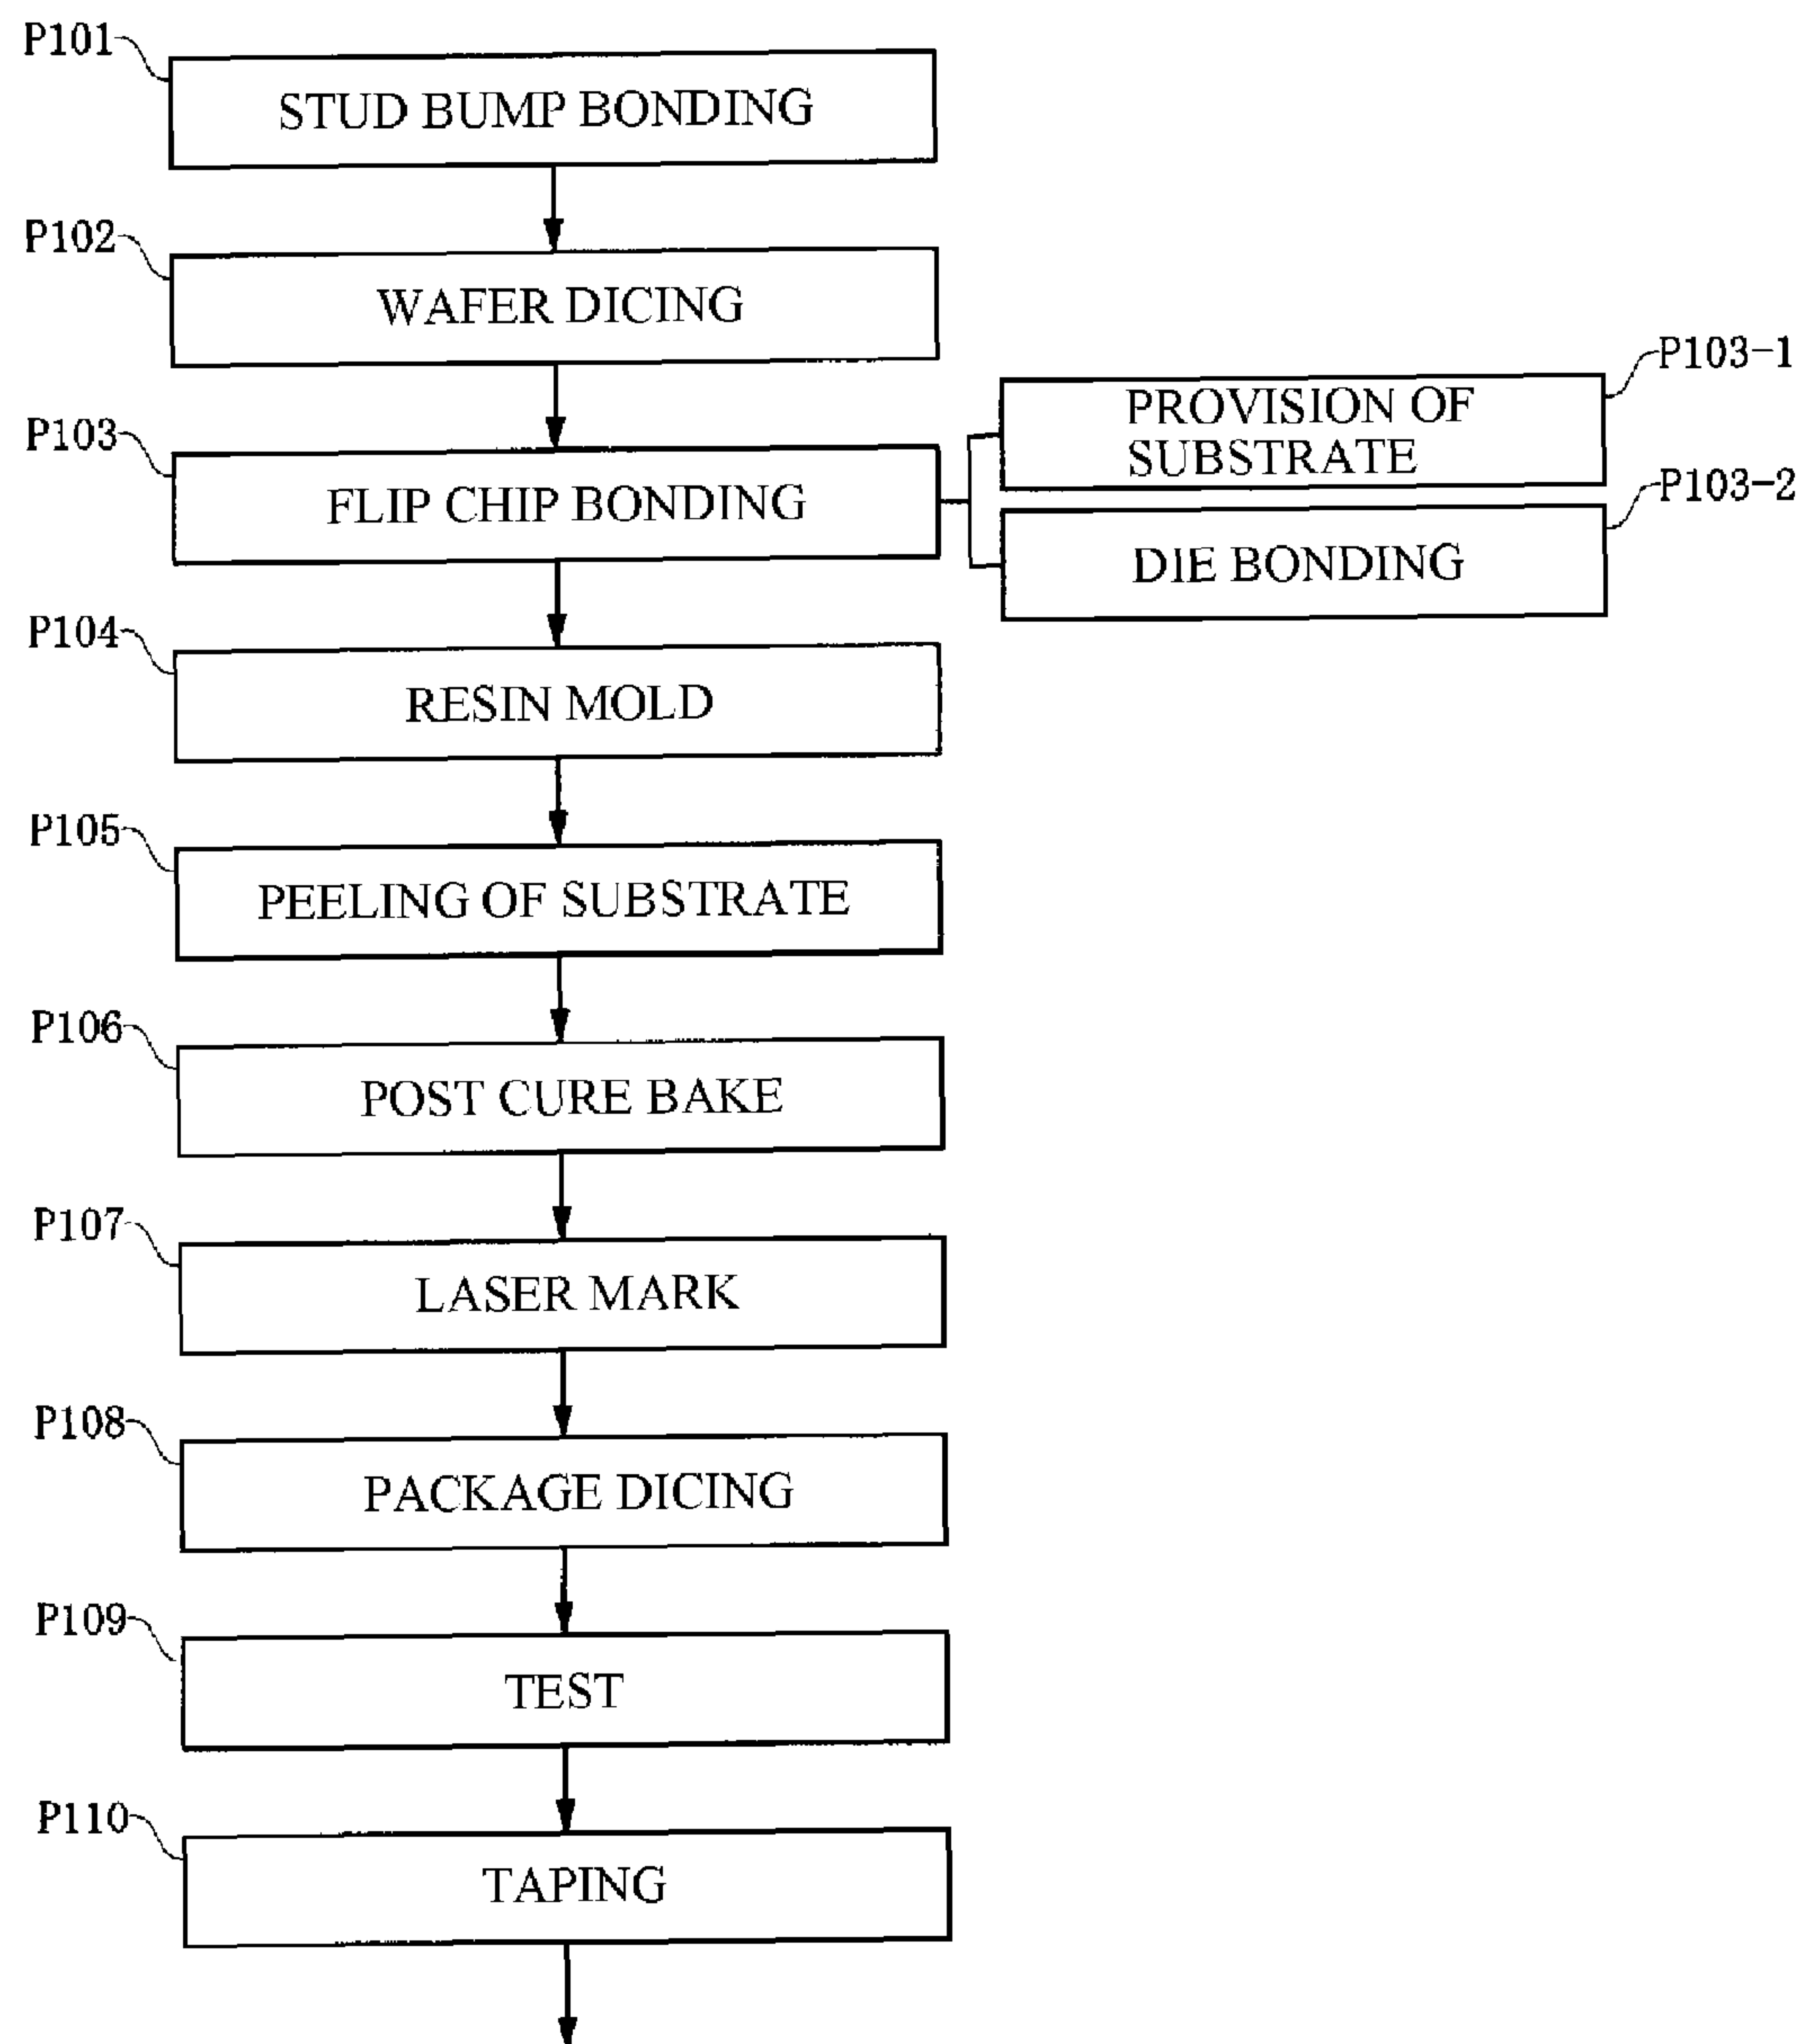 P101
STUD BUMP BONDING
P102
WAFER DICING
P103
FLIP CHIP BONDING
P103-1
PROVISION OF
SUBSTRATE
P103-2
DIE BONDING
P104
RESIN MOLD
P105
PEELING OF SUBSTRATE
P106
POST CURE BAKE
P107
LASER MARK
P108
PACKAGE DICING
P109
TEST
P110
TAPING